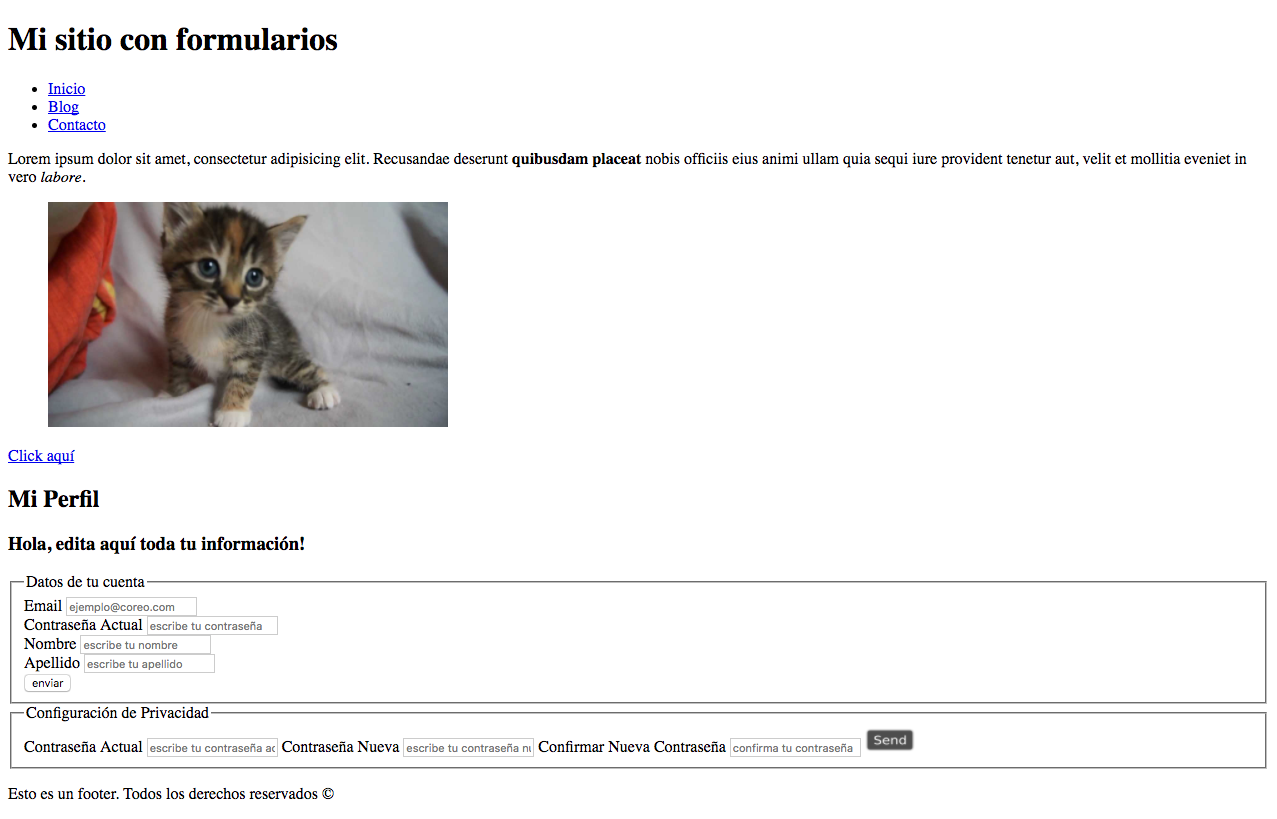 Mi sitio con formularios
Inicio
Blog
Contacto
Lorem ipsum dolor sit amet, consectetur adipisicing elit. Recusandae deserunt quibusdam placeat nobis officiis eius animi ullam quia sequi iure provident tenetur aut, velit et mollitia eveniet in
vero labore.
Click aquí
Mi Perfil
Hola, edita aquí toda tu información!
Datos de tu cuenta
Email ejemplo@coreo.com
Contraseña Actual escribe tu contraseña
Nombre escribe tu nombre
Apellido escribe tu apellido
enviar
Configuración de Privacidad
Contraseña Actual escribe tu contraseña ac Contraseña Nueva escribe tu contraseña nu Confirmar Nueva Contraseña confirma tu contraseña Send
Esto es un footer. Todos los derechos reservados ©